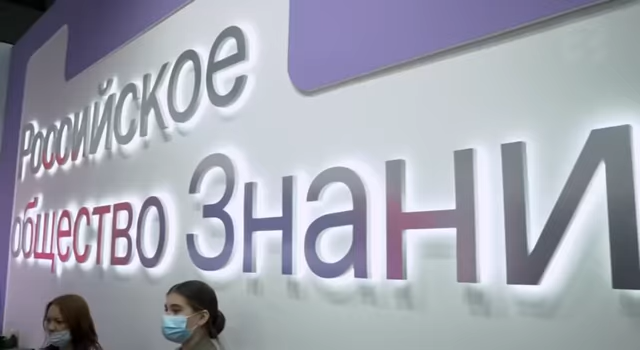 Российское
общество Знани